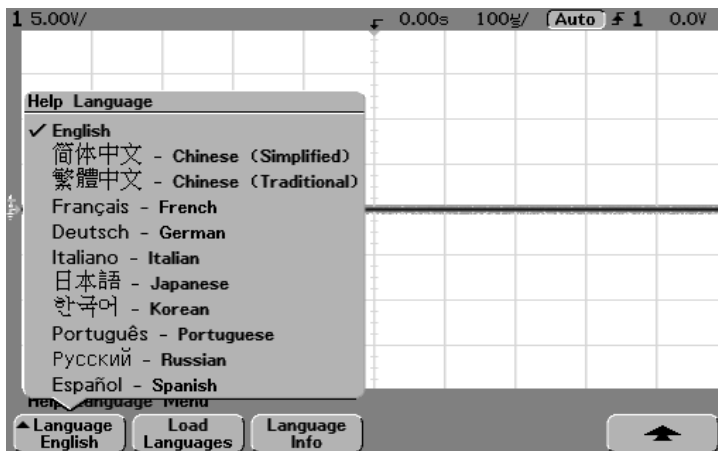 1 5.00V/ 0.00s 100㎲/ Auto 1 0.0V
Help Language
✓ English
简体中文 - Chinese (Simplified)
繁體中文 - Chinese (Traditional)
Français - French
Deutsch - German
Italiano - Italian
日本語 - Japanese
한국어 - Korean
Português - Portuguese
Русский - Russian
Español - Spanish
Help Language Menu
Language Load Language
English Languages Info